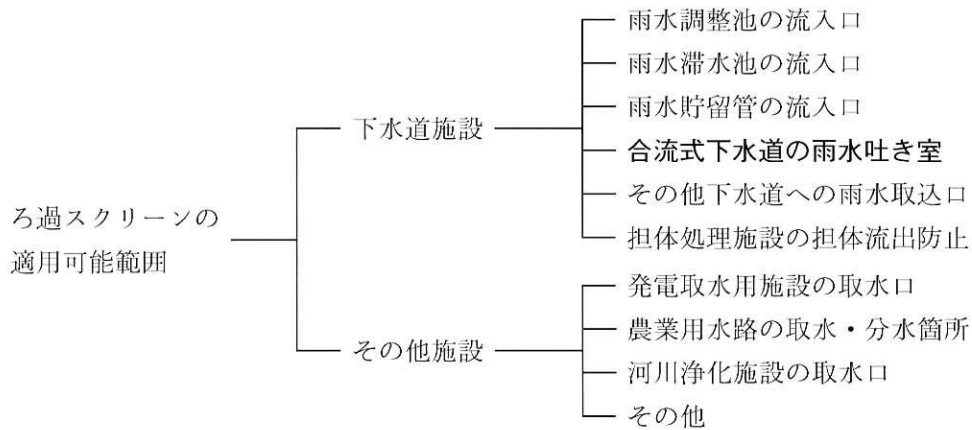 ろ過スクリーンの
適用可能範囲
下水道施設
雨水調整池の流入口
雨水滞水池の流入口
雨水貯留管の流入口
合流式下水道の雨水吐き室
その他下水道への雨水取込口
担体処理施設の担体流出防止
その他施設
発電取水用施設の取水口
農業用水路の取水・分水箇所
河川浄化施設の取水口
その他